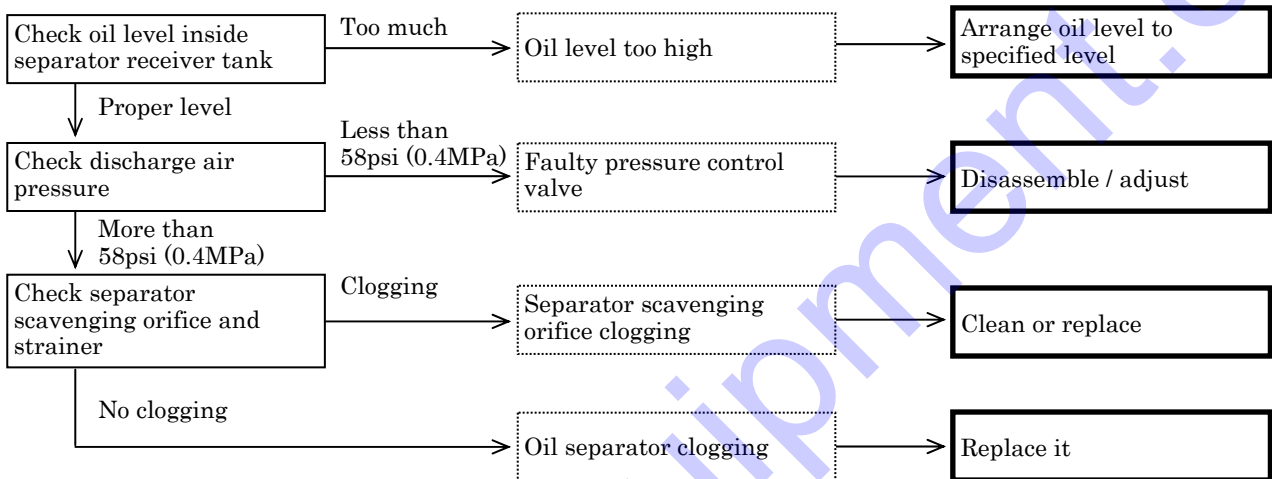 Check oil level inside
separator receiver tank
Too much
Oil level too high
Arrange oil level to
specified level
Proper level
Check discharge air
pressure
Less than
58psi (0.4MPa)
Faulty pressure control
valve
Disassemble / adjust
More than
58psi (0.4MPa)
Check separator
scavenging orifice and
strainer
Clogging
Separator scavenging
orifice clogging
Clean or replace
No clogging
Oil separator clogging
Replace it